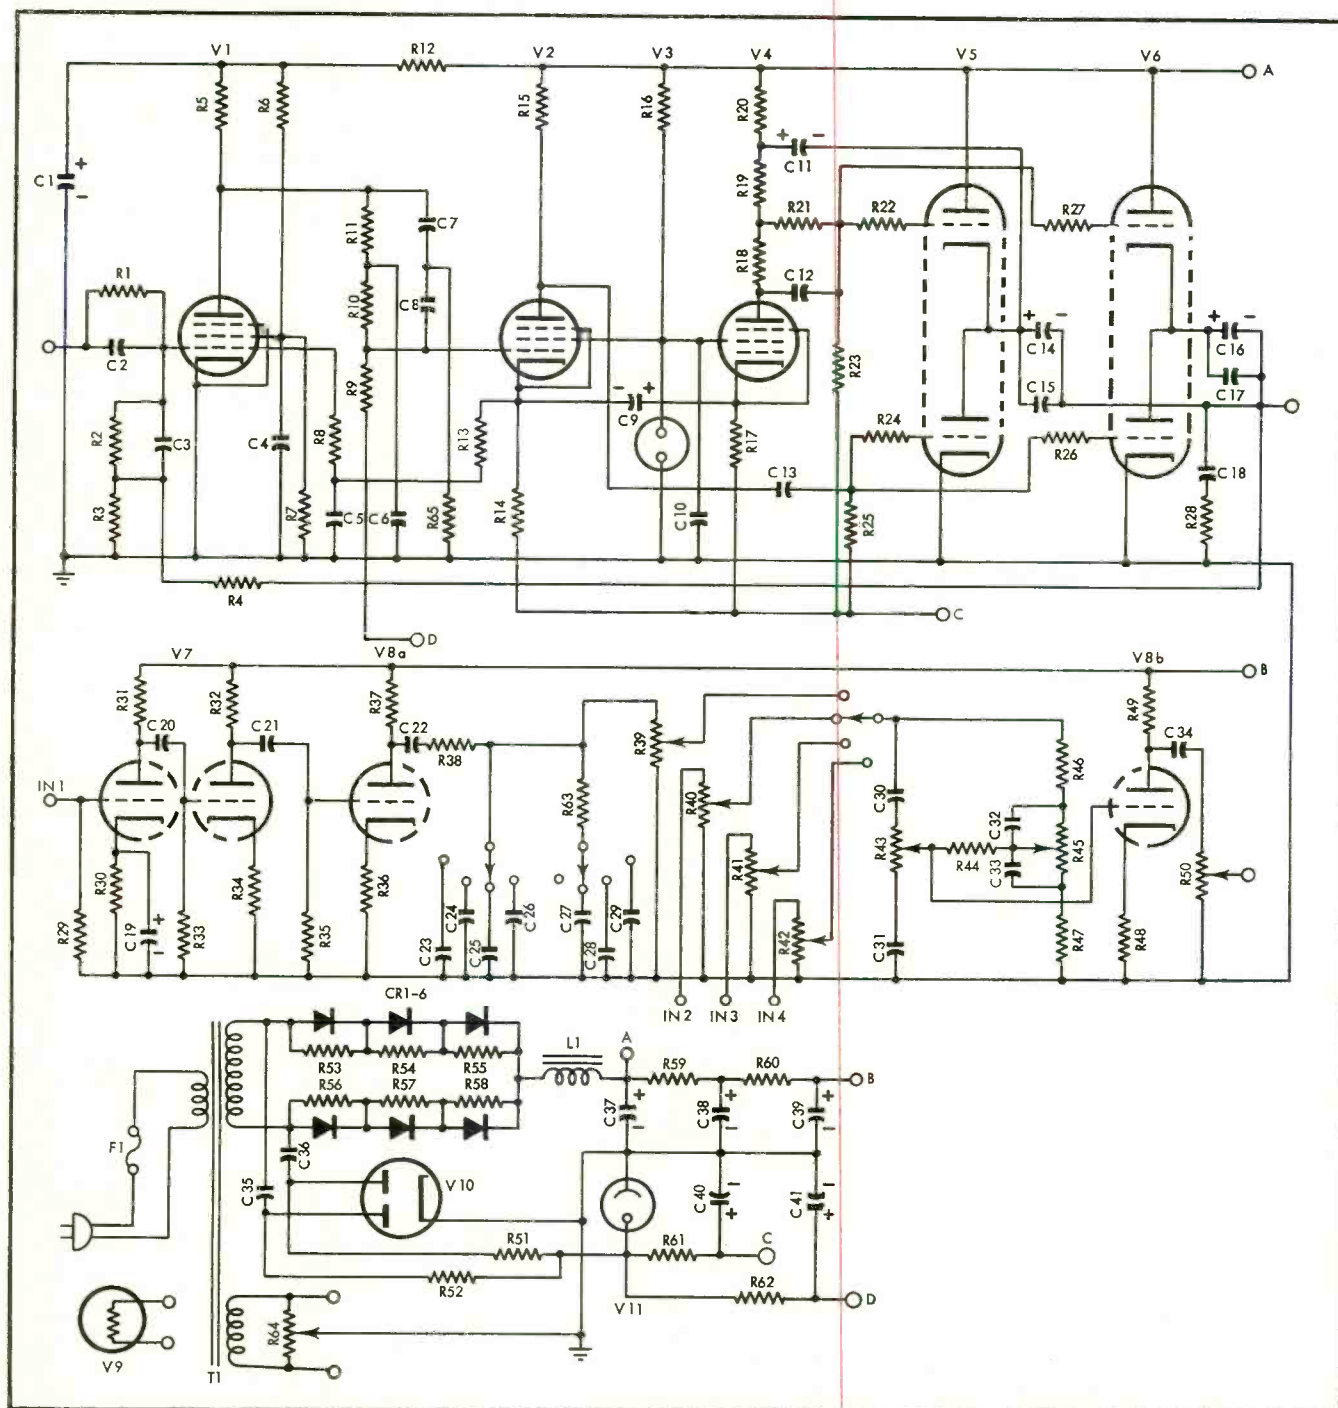 V1
R12
V2
V3
V4
V5
V6
A
R5
R6
R15
R16
R20
C1
+
-
+
-
C11
R19
R21
R22
R27
R11
C7
R18
C12
R1
R10
C8
C2
+
-
C14
+
-
C16
R9
R23
C15
C17
-
+
C9
R2
C3
C4
R8
R13
R17
R24
R26
C13
C18
R3
R7
C5
C6
R65
R14
C10
R25
R28
R4
C
D
V7
V8a
V8b
B
R31
R32
R37
R39
R49
C20
C21
C22
R38
C34
R46
IN1
R63
R40
C30
C32
R43
R44
C33
R45
R41
R50
R30
R34
R36
R29
C19
+
-
R33
R35
C23
C24
C25
C26
C27
C28
C29
R42
C31
R47
R48
CR1-6
IN2
IN3
IN4
R53
R54
R55
R56
R57
R58
L1
A
R59
R60
B
C37
+
-
C38
+
-
C39
+
-
F1
C36
C35
V10
C40
-
+
C41
-
+
R51
R61
C
R52
R62
D
V11
R64
V9
T1